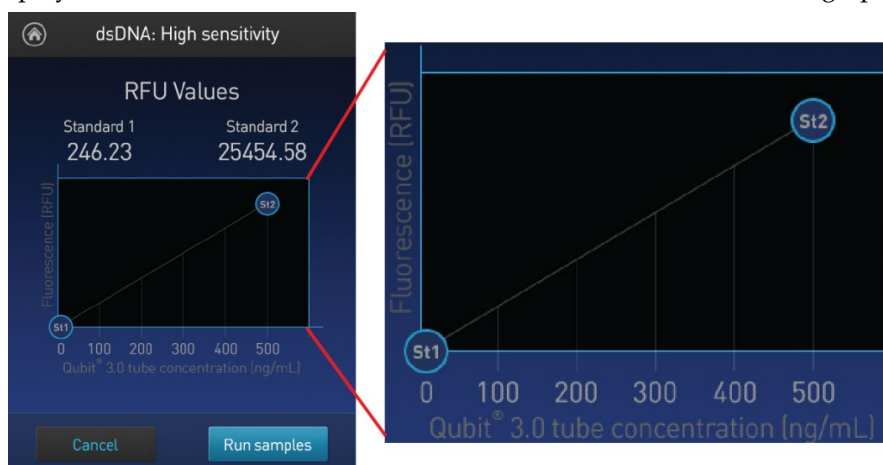 dsDNA: High sensitivity
RFU Values
Standard 1 Standard 2
246.23 25454.58
Fluorescence (RFU)
St2
St1
0 100 200 300 400 500
Qubit® 3.0 tube concentration (ng/mL)
Cancel Run samples
Fluorescence (RFU)
St2
St1
0 100 200 300 400 500
Qubit® 3.0 tube concentration (ng/mL)